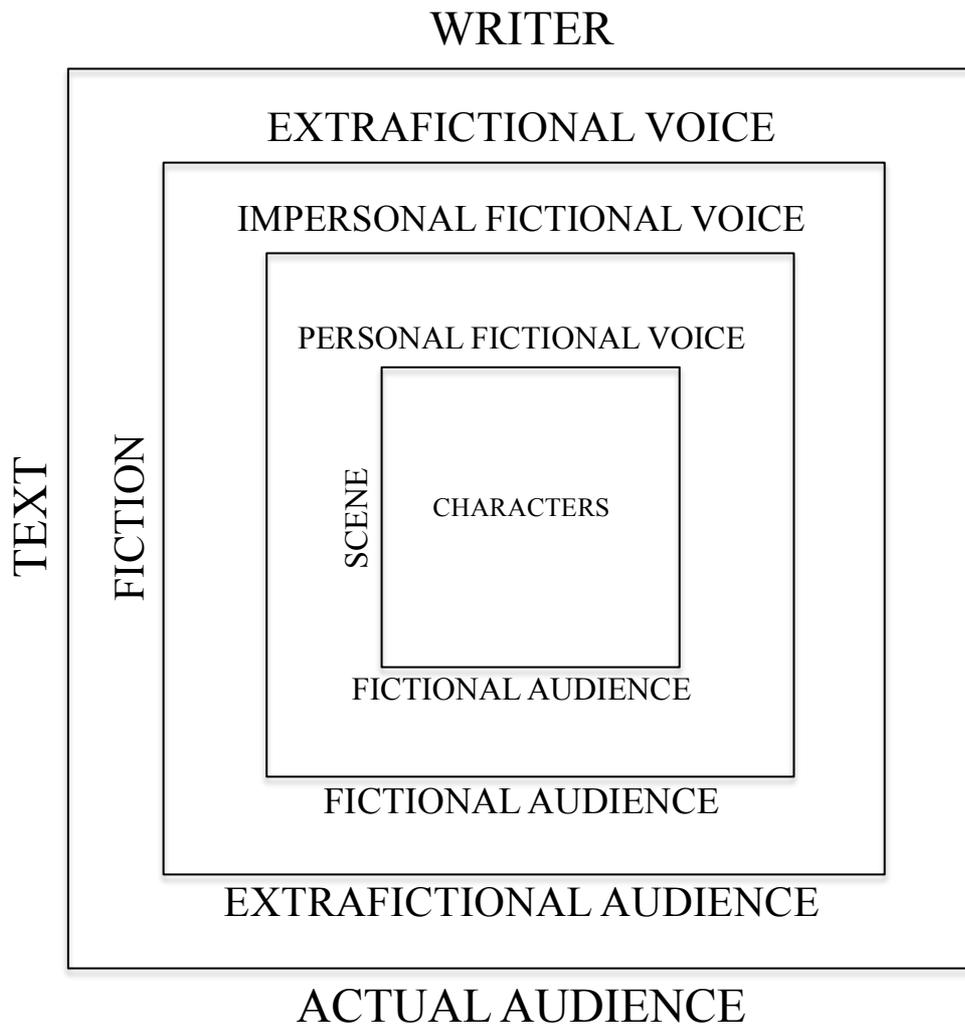 WRITER
EXTRAFICTIONAL VOICE
IMPERSONAL FICTIONAL VOICE
PERSONAL FICTIONAL VOICE
TEXT
FICTION
SCENE
CHARACTERS
FICTIONAL AUDIENCE
FICTIONAL AUDIENCE
EXTRAFICTIONAL AUDIENCE
ACTUAL AUDIENCE